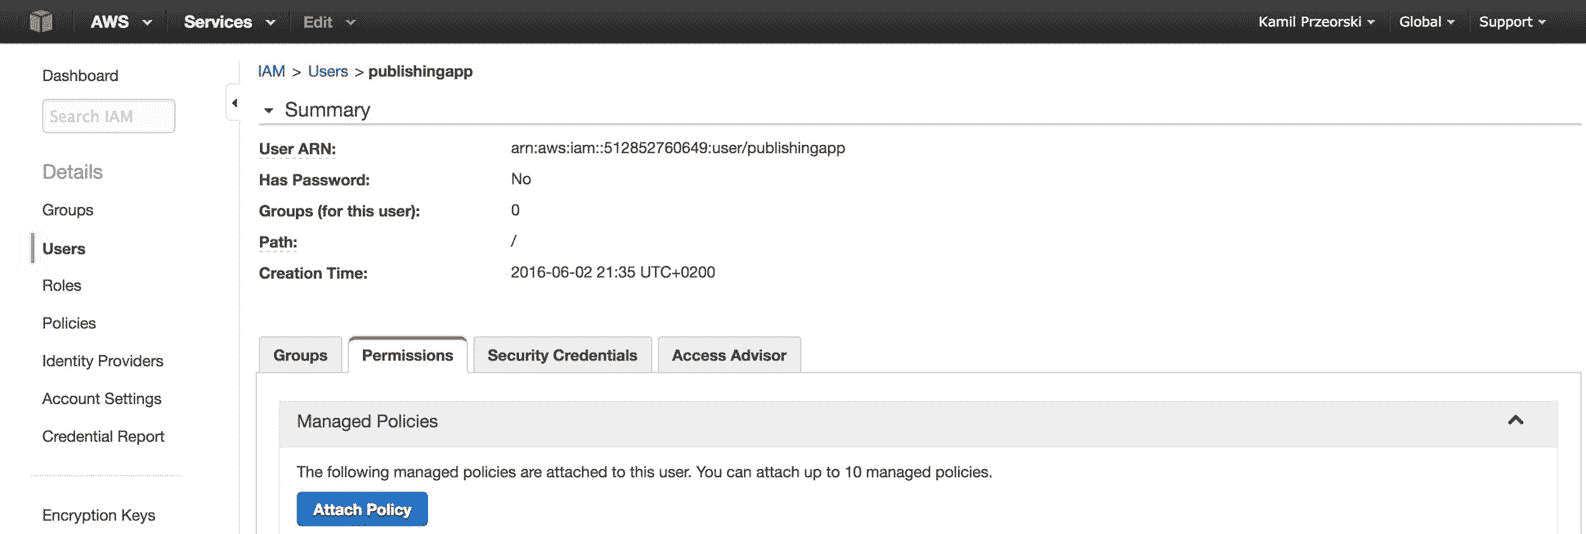 AWS Services Edit Kamil Przeorski Global Support
Dashboard
Search IAM
Details
Groups
Users
Roles
Policies
Identity Providers
Account Settings
Credential Report
Encryption Keys
IAM > Users > publishingapp
Summary
User ARN: arn:aws:iam::512852760649:user/publishingapp
Has Password: No
Groups (for this user): 0
Path: /
Creation Time: 2016-06-02 21:35 UTC+0200
Groups Permissions Security Credentials Access Advisor
Managed Policies
The following managed policies are attached to this user. You can attach up to 10 managed policies.
Attach Policy